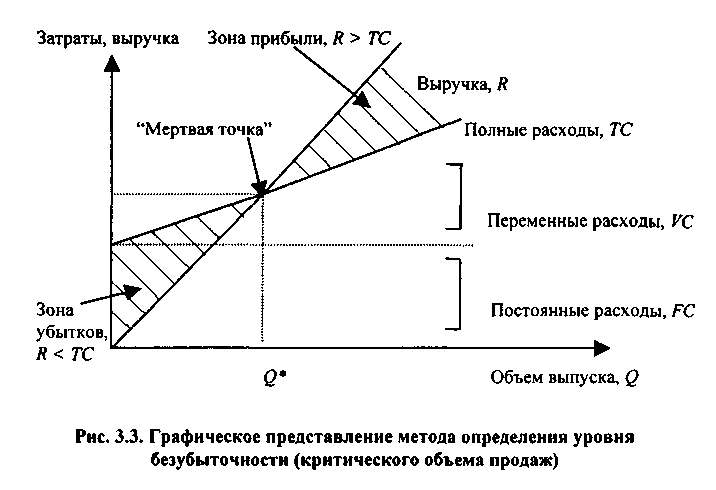 Затраты, выручка
Зона прибыли, R > TC
Выручка, R
“Мертвая точка”
Полные расходы, TC
Переменные расходы, VC
Зона
убытков,
R < TC
Постоянные расходы, FC
Q*
Объем выпуска, Q
Рис. 3.3. Графическое представление метода определения уровня
безубыточности (критического объема продаж)